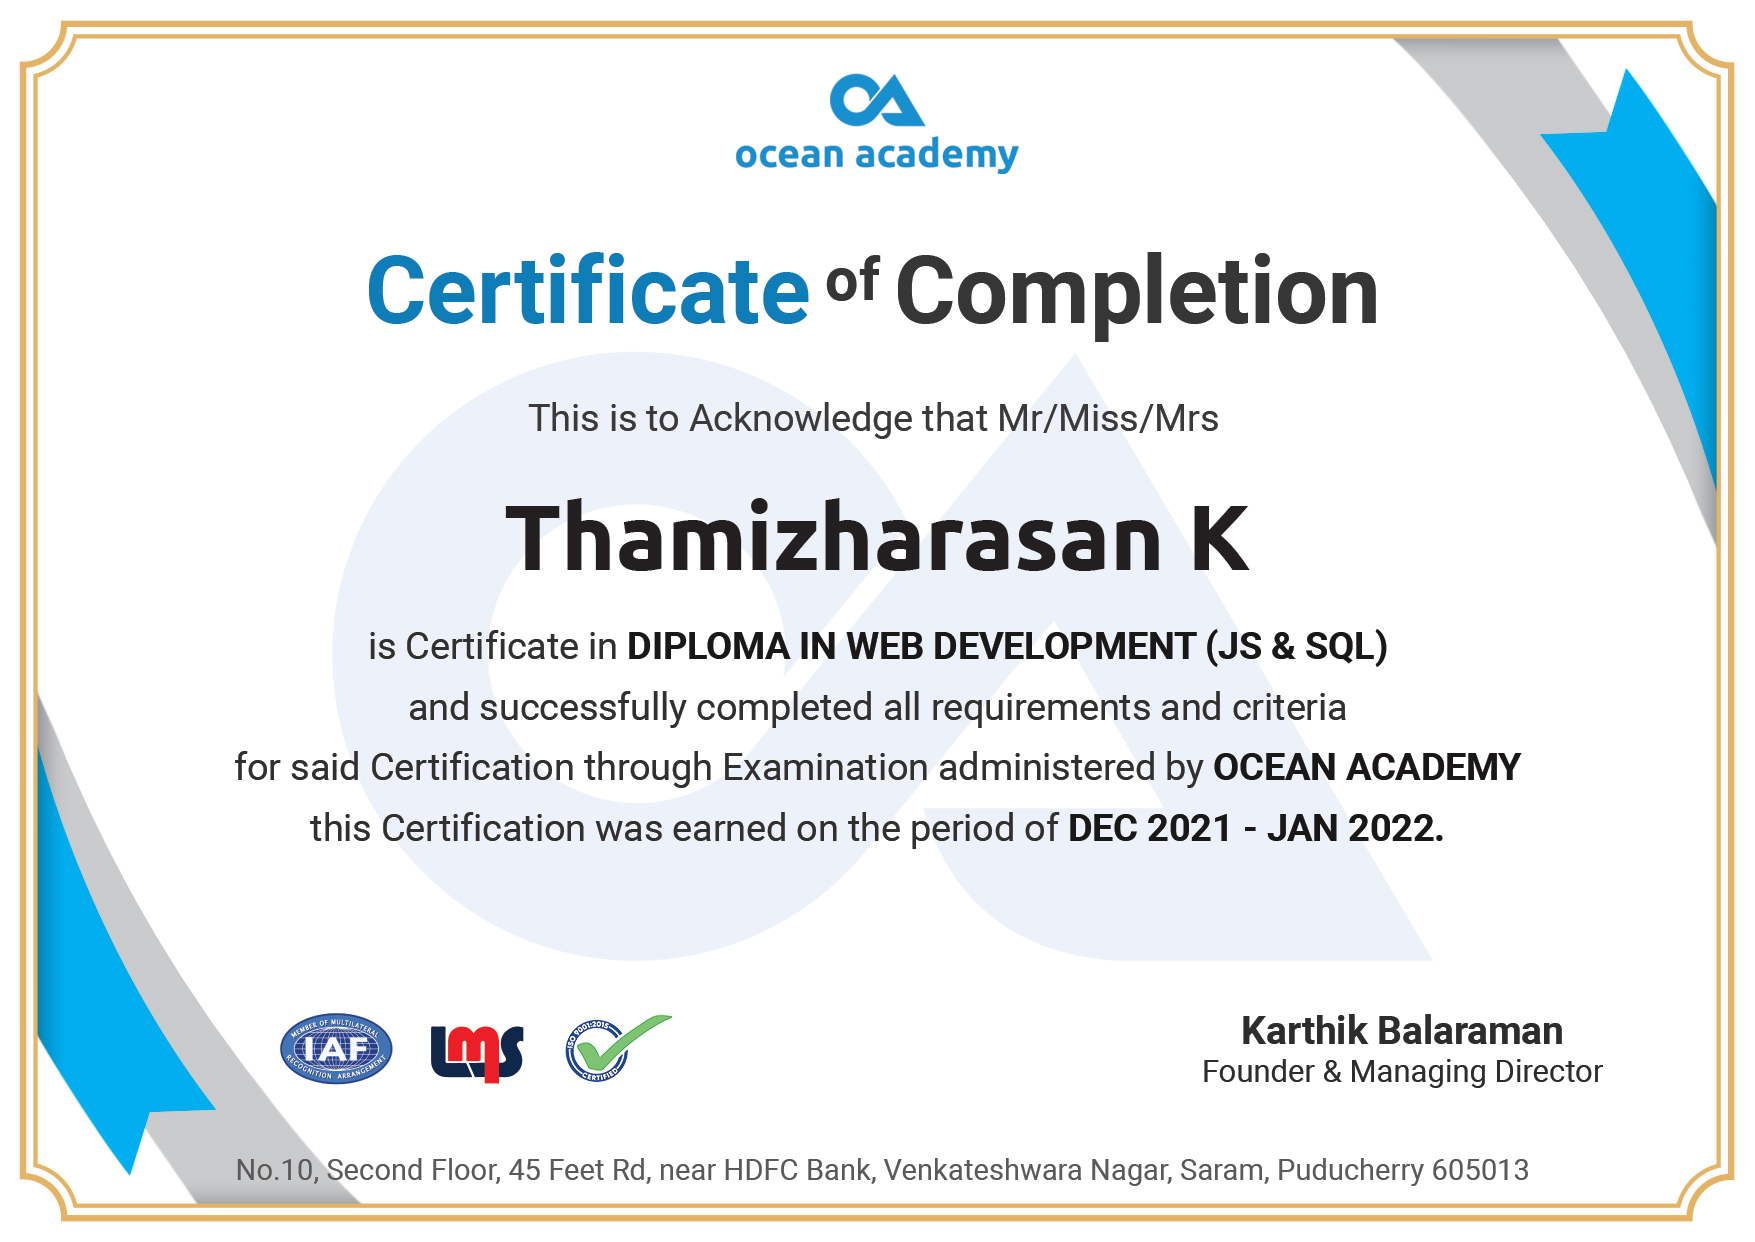 ocean academy
Certificate of Completion
This is to Acknowledge that Mr/Miss/Mrs
Thamizharasan K
is Certificate in DIPLOMA IN WEB DEVELOPMENT (JS & SQL)
and successfully completed all requirements and criteria
for said Certification through Examination administered by OCEAN ACADEMY
this Certification was earned on the period of DEC 2021 - JAN 2022.
MEMBER OF MULTILATERAL
IAF
RECOGNITION ARRANGEMENT
LMS
ISO 9001:2015
CERTIFIED
Karthik Balaraman
Founder & Managing Director
No.10, Second Floor, 45 Feet Rd, near HDFC Bank, Venkateshwara Nagar, Saram, Puducherry 605013